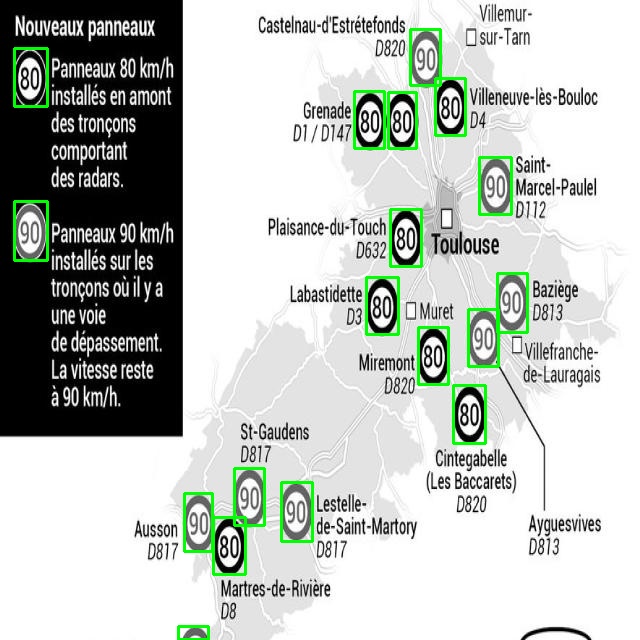 Nouveaux panneaux
80
Panneaux 80 km/h
installés en amont
des tronçons
comportant
des radars.
90
Panneaux 90 km/h
installés sur les
tronçons où il y a
une voie
de dépassement.
La vitesse reste
à 90 km/h.
Castelnau-d'Estrétefonds
D820
90
Villemur-
sur-Tarn
Grenade
D1 / D147
80
80
80
Villeneuve-lès-Bouloc
D4
90
Saint-
Marcel-Paulel
D112
Plaisance-du-Touch
D632
80
Toulouse
Labastidette
D3
80
Muret
90
Baziège
D813
90
Villefranche-
de-Lauragais
Miremont
D820
80
80
Cintegabelle
(Les Baccarets)
D820
Ayguesvives
D813
St-Gaudens
D817
90
90
Lestelle-
de-Saint-Martory
D817
Ausson
D817
90
80
Martres-de-Rivière
D8